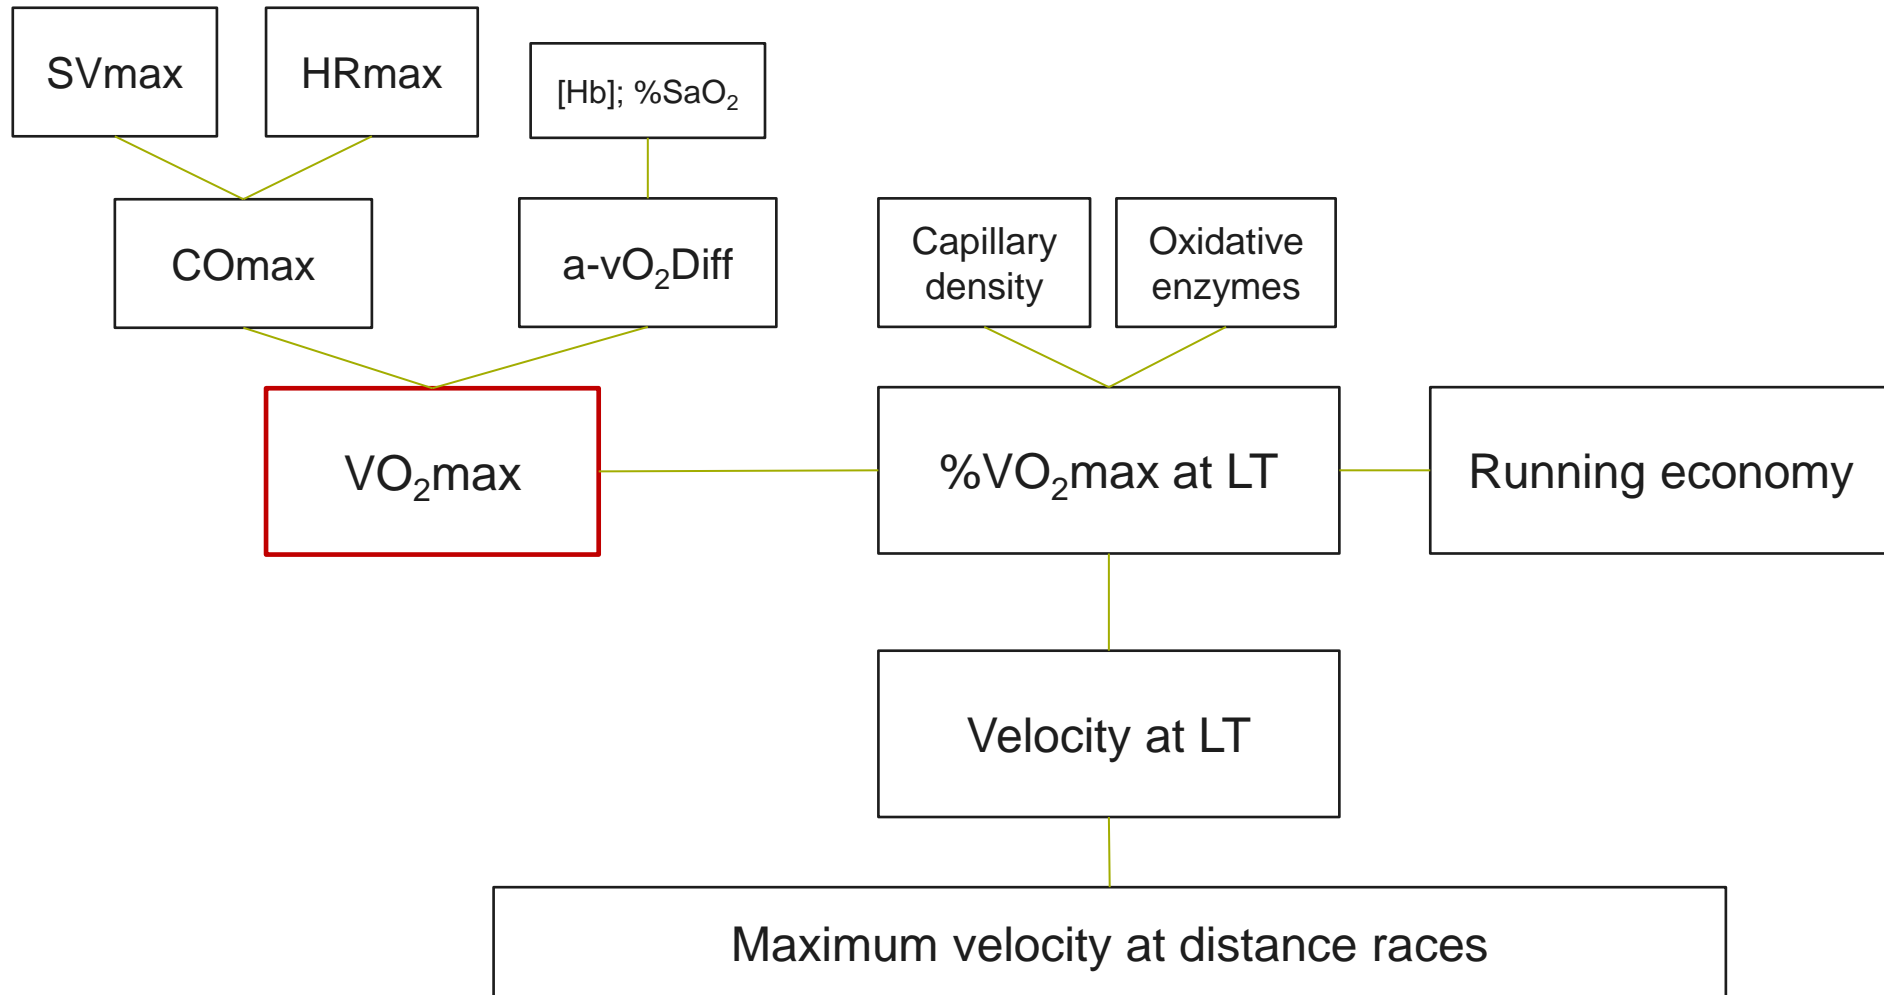 SVmax
HRmax
[Hb]; %SaO₂
COmax
a-vO₂Diff
Capillary
density
Oxidative
enzymes
VO₂max
%VO₂max at LT
Running economy
Velocity at LT
Maximum velocity at distance races